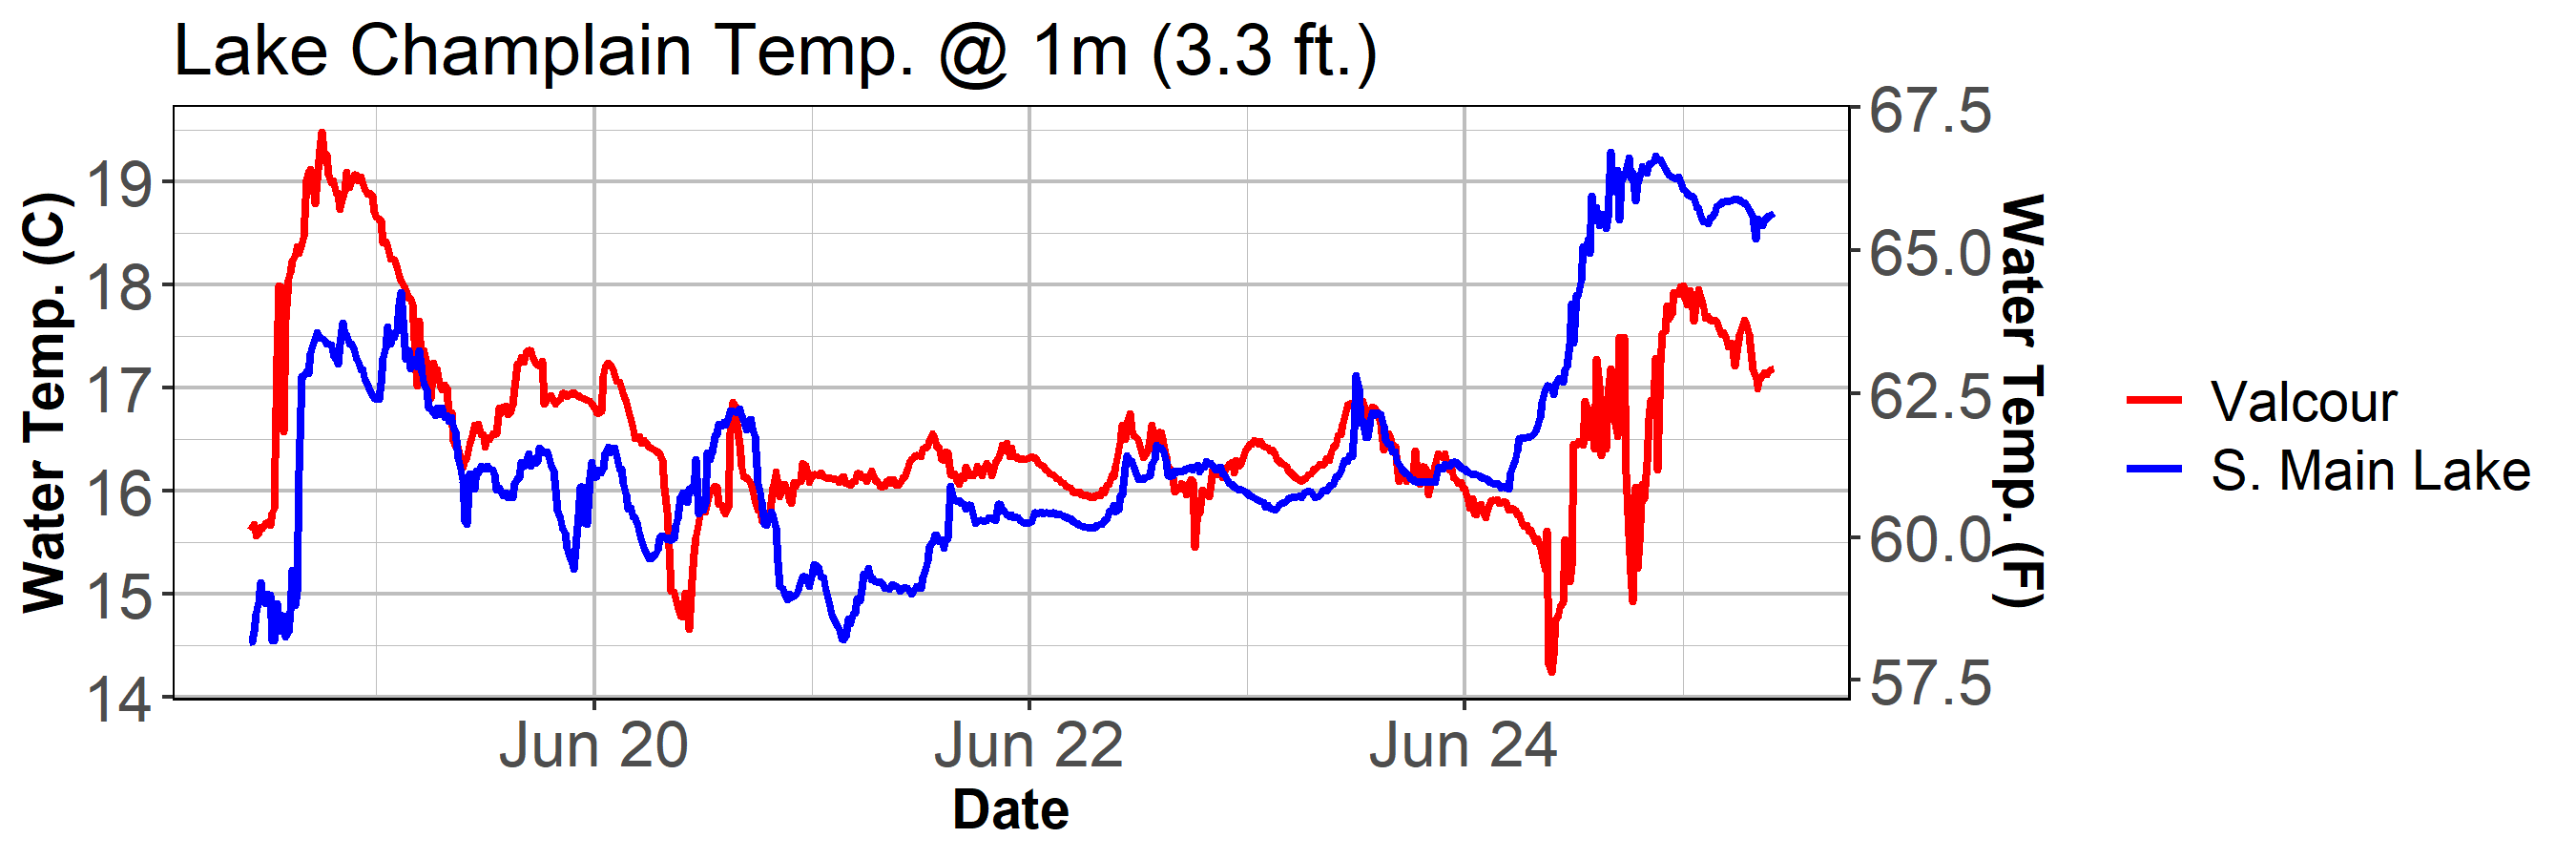 Lake Champlain Temp. @ 1m (3.3 ft.)
Water Temp. (C)
19
18
17
16
15
14
67.5
65.0
62.5
60.0
57.5
Water Temp. (F)
Jun 20
Jun 22
Jun 24
Date
Valcour
S. Main Lake